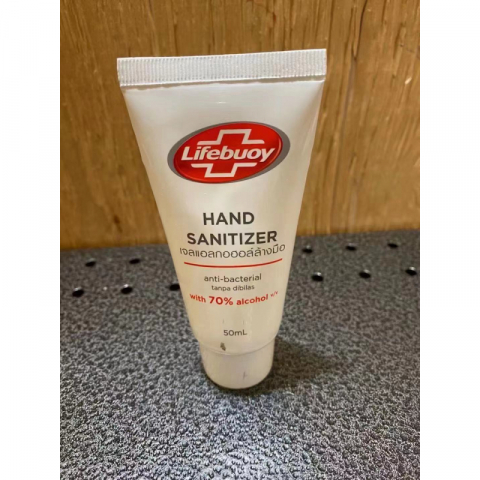 Lifebuoy
HAND
SANITIZER
เจลแอลกอฮอล์ล้างมือ
anti-bacterial
tanpa dibilas
with 70% alcohol v/v
50mL